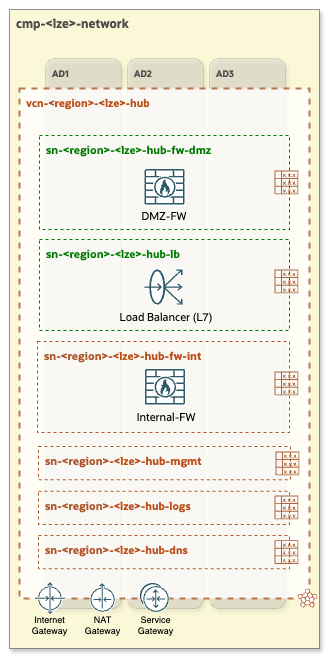 cmp-<lze>-network
AD1 AD2 AD3
vcn-<region>-<lze>-hub
sn-<region>-<lze>-hub-fw-dmz
DMZ-FW
sn-<region>-<lze>-hub-lb
Load Balancer (L7)
sn-<region>-<lze>-hub-fw-int
Internal-FW
sn-<region>-<lze>-hub-mgmt
sn-<region>-<lze>-hub-logs
sn-<region>-<lze>-hub-dns
Internet
Gateway
NAT
Gateway
Service
Gateway